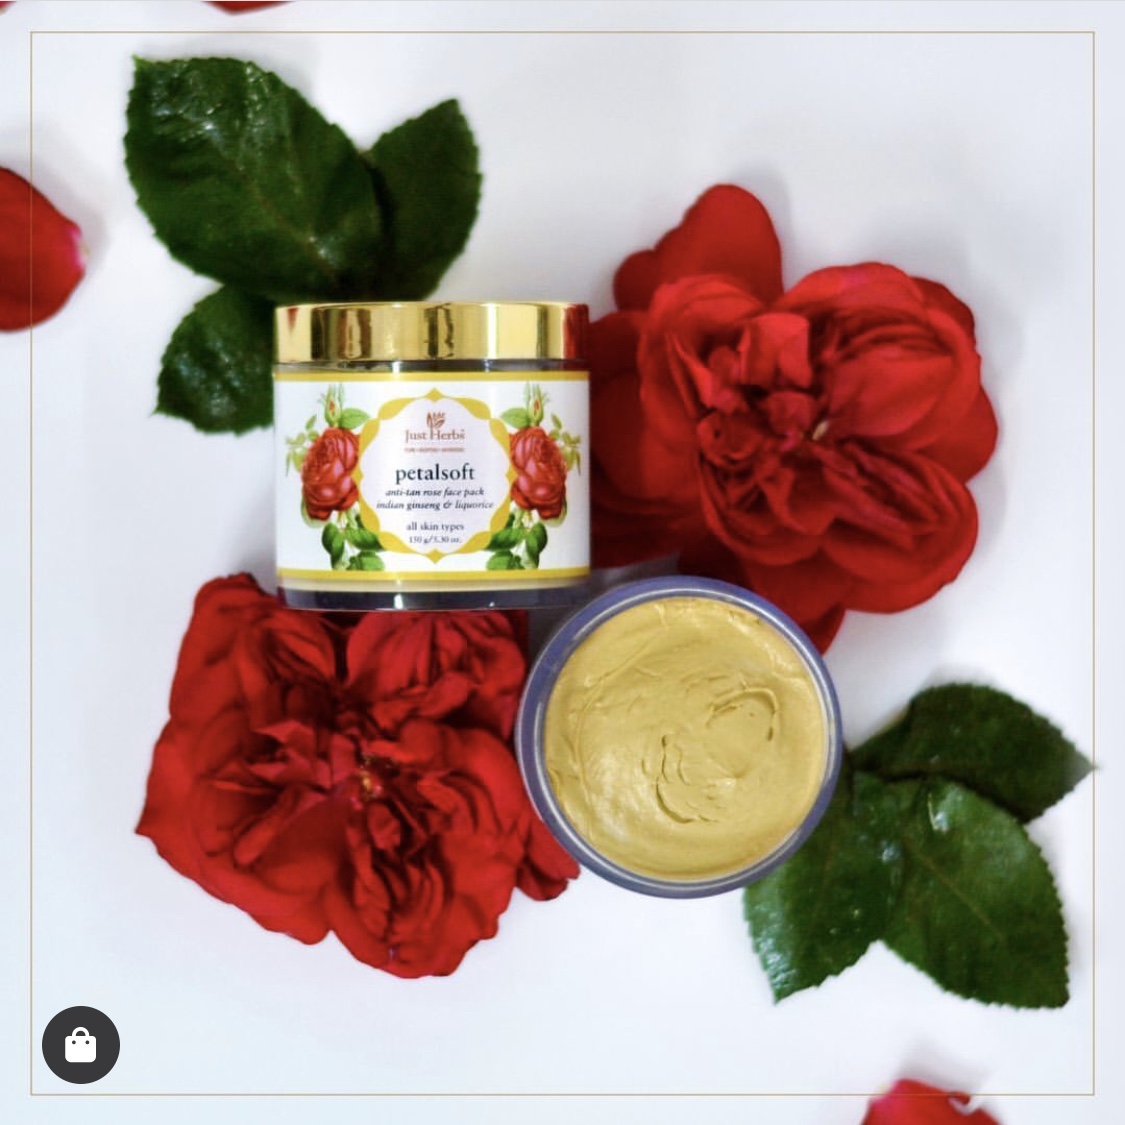 Just Herbs
petalsoft
anti-tan rose face pack
indian ginseng & liquorice
all skin types
150 g/5.30 oz.